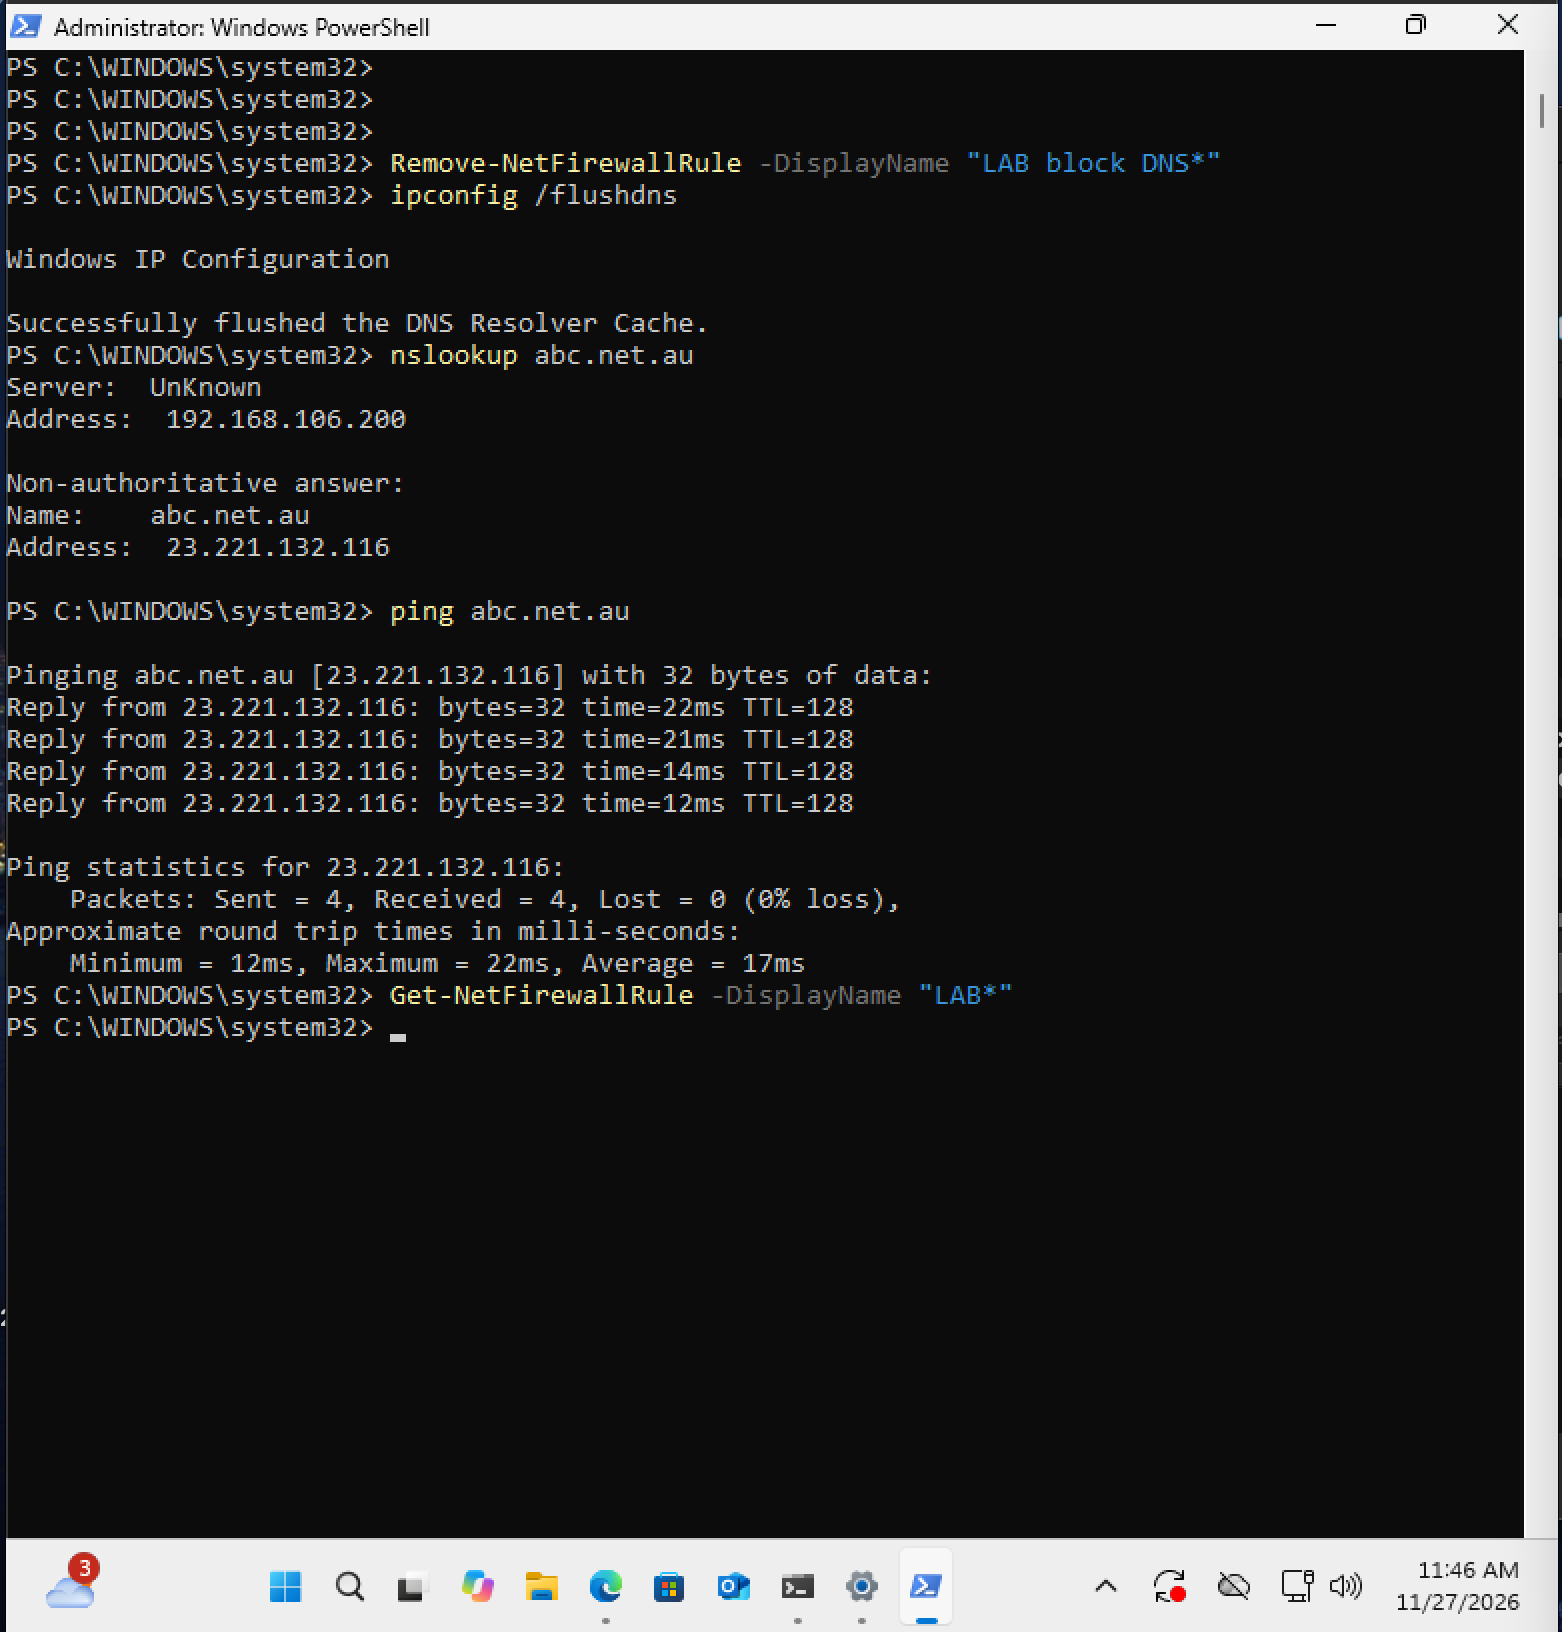 Administrator: Windows PowerShell
PS C:\WINDOWS\system32>
PS C:\WINDOWS\system32>
PS C:\WINDOWS\system32>
PS C:\WINDOWS\system32> Remove-NetFirewallRule -DisplayName "LAB block DNS*"
PS C:\WINDOWS\system32> ipconfig /flushdns
Windows IP Configuration
Successfully flushed the DNS Resolver Cache.
PS C:\WINDOWS\system32> nslookup abc.net.au
Server:  UnKnown
Address:  192.168.106.200
Non-authoritative answer:
Name:    abc.net.au
Address:  23.221.132.116
PS C:\WINDOWS\system32> ping abc.net.au
Pinging abc.net.au [23.221.132.116] with 32 bytes of data:
Reply from 23.221.132.116: bytes=32 time=22ms TTL=128
Reply from 23.221.132.116: bytes=32 time=21ms TTL=128
Reply from 23.221.132.116: bytes=32 time=14ms TTL=128
Reply from 23.221.132.116: bytes=32 time=12ms TTL=128
Ping statistics for 23.221.132.116:
    Packets: Sent = 4, Received = 4, Lost = 0 (0% loss),
Approximate round trip times in milli-seconds:
    Minimum = 12ms, Maximum = 22ms, Average = 17ms
PS C:\WINDOWS\system32> Get-NetFirewallRule -DisplayName "LAB*"
PS C:\WINDOWS\system32>
3
11:46 AM
11/27/2026